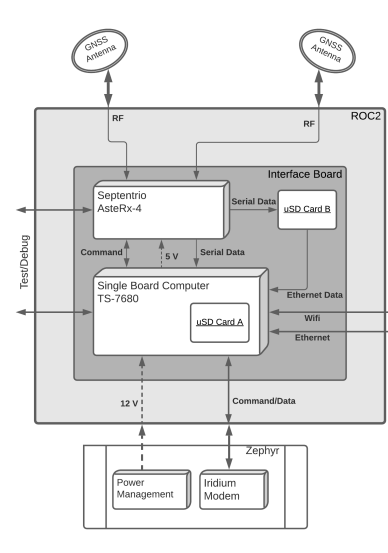 GNSS
Antenna
GNSS
Antenna
ROC2
RF
RF
Interface Board
Septentrio
AsteRx-4
Serial Data
uSD Card B
Test/Debug
Command
5 V
Serial Data
Single Board Computer
TS-7680
Ethernet Data
uSD Card A
Wifi
Ethernet
12 V
Command/Data
Zephyr
Power
Management
Iridium
Modem